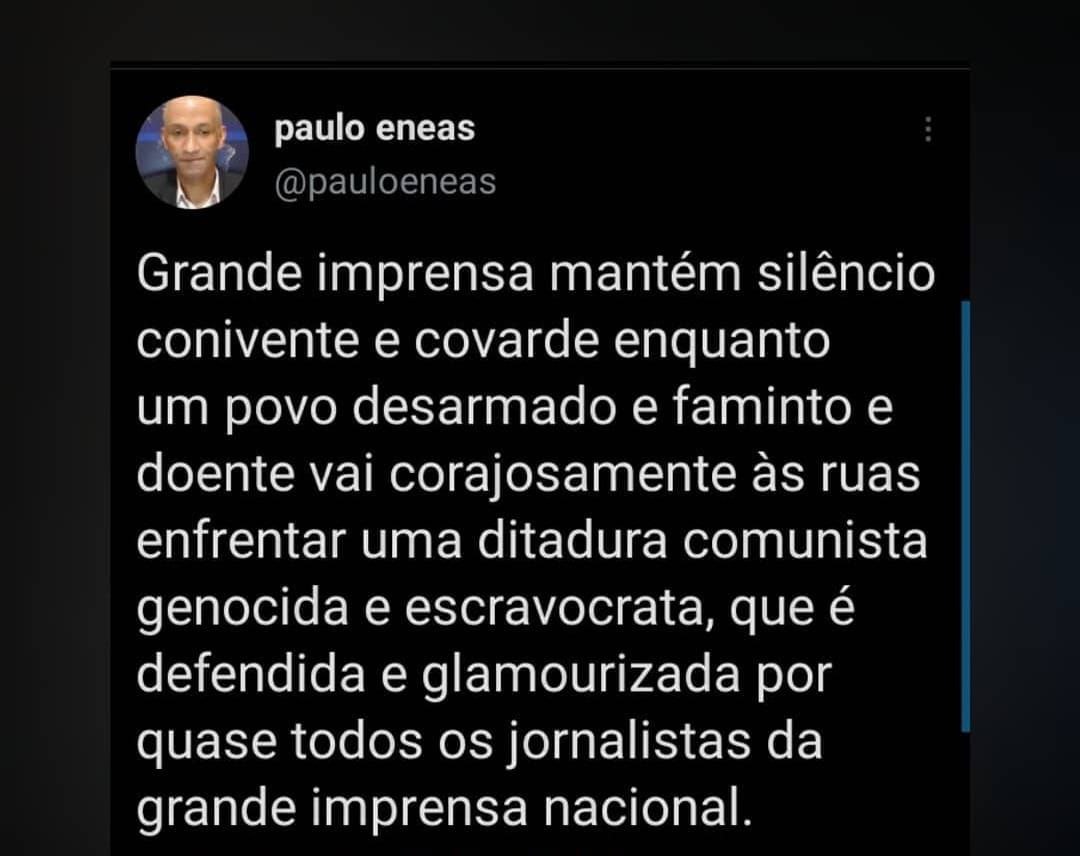 paulo eneas
@pauloeneas
Grande imprensa mantém silêncio
conivente e covarde enquanto
um povo desarmado e faminto e
doente vai corajosamente às ruas
enfrentar uma ditadura comunista
genocida e escravocrata, que é
defendida e glamourizada por
quase todos os jornalistas da
grande imprensa nacional.